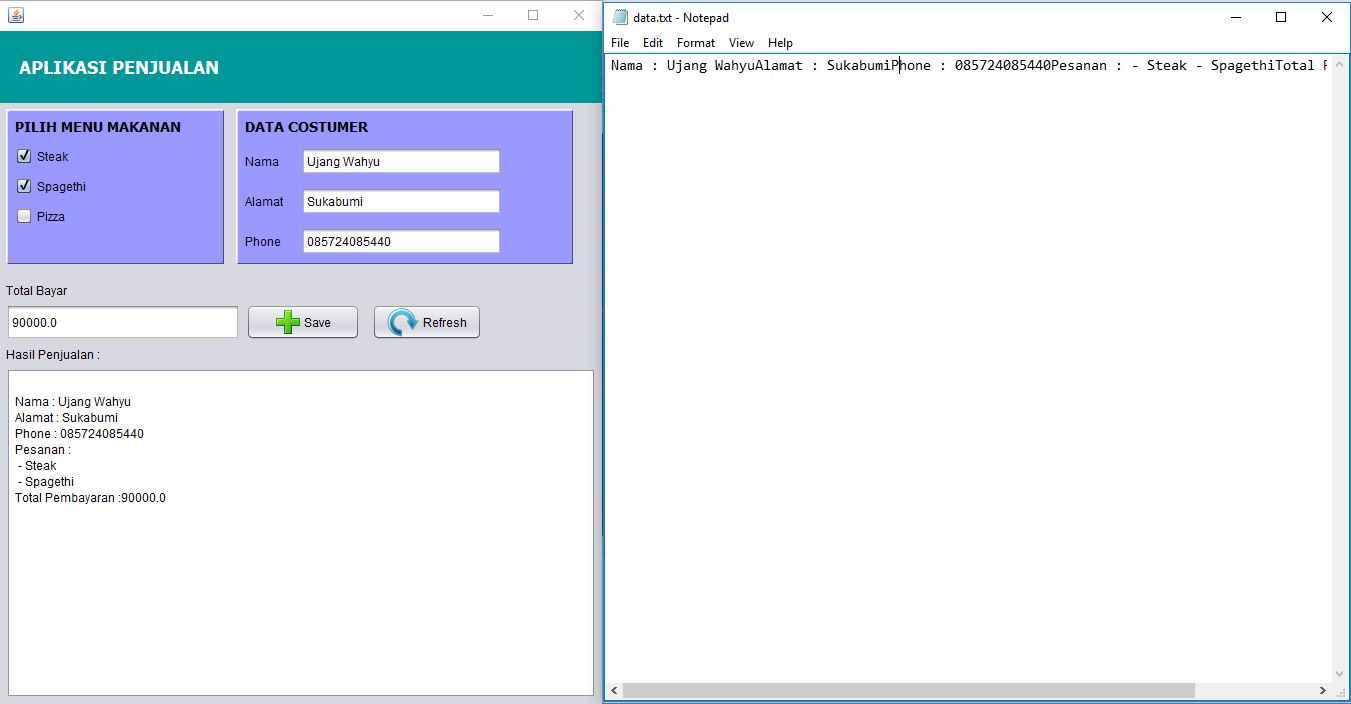 APLIKASI PENJUALAN
PILIH MENU MAKANAN
Steak
Spagethi
Pizza
DATA COSTUMER
Nama
Ujang Wahyu
Alamat
Sukabumi
Phone
085724085440
Total Bayar
90000.0
Save
Refresh
Hasil Penjualan :
Nama : Ujang Wahyu
Alamat : Sukabumi
Phone : 085724085440
Pesanan :
- Steak
- Spagethi
Total Pembayaran :90000.0
data.txt - Notepad
File Edit Format View Help
Nama : Ujang WahyuAlamat : SukabumiPhone : 085724085440Pesanan : - Steak - SpagethiTotal